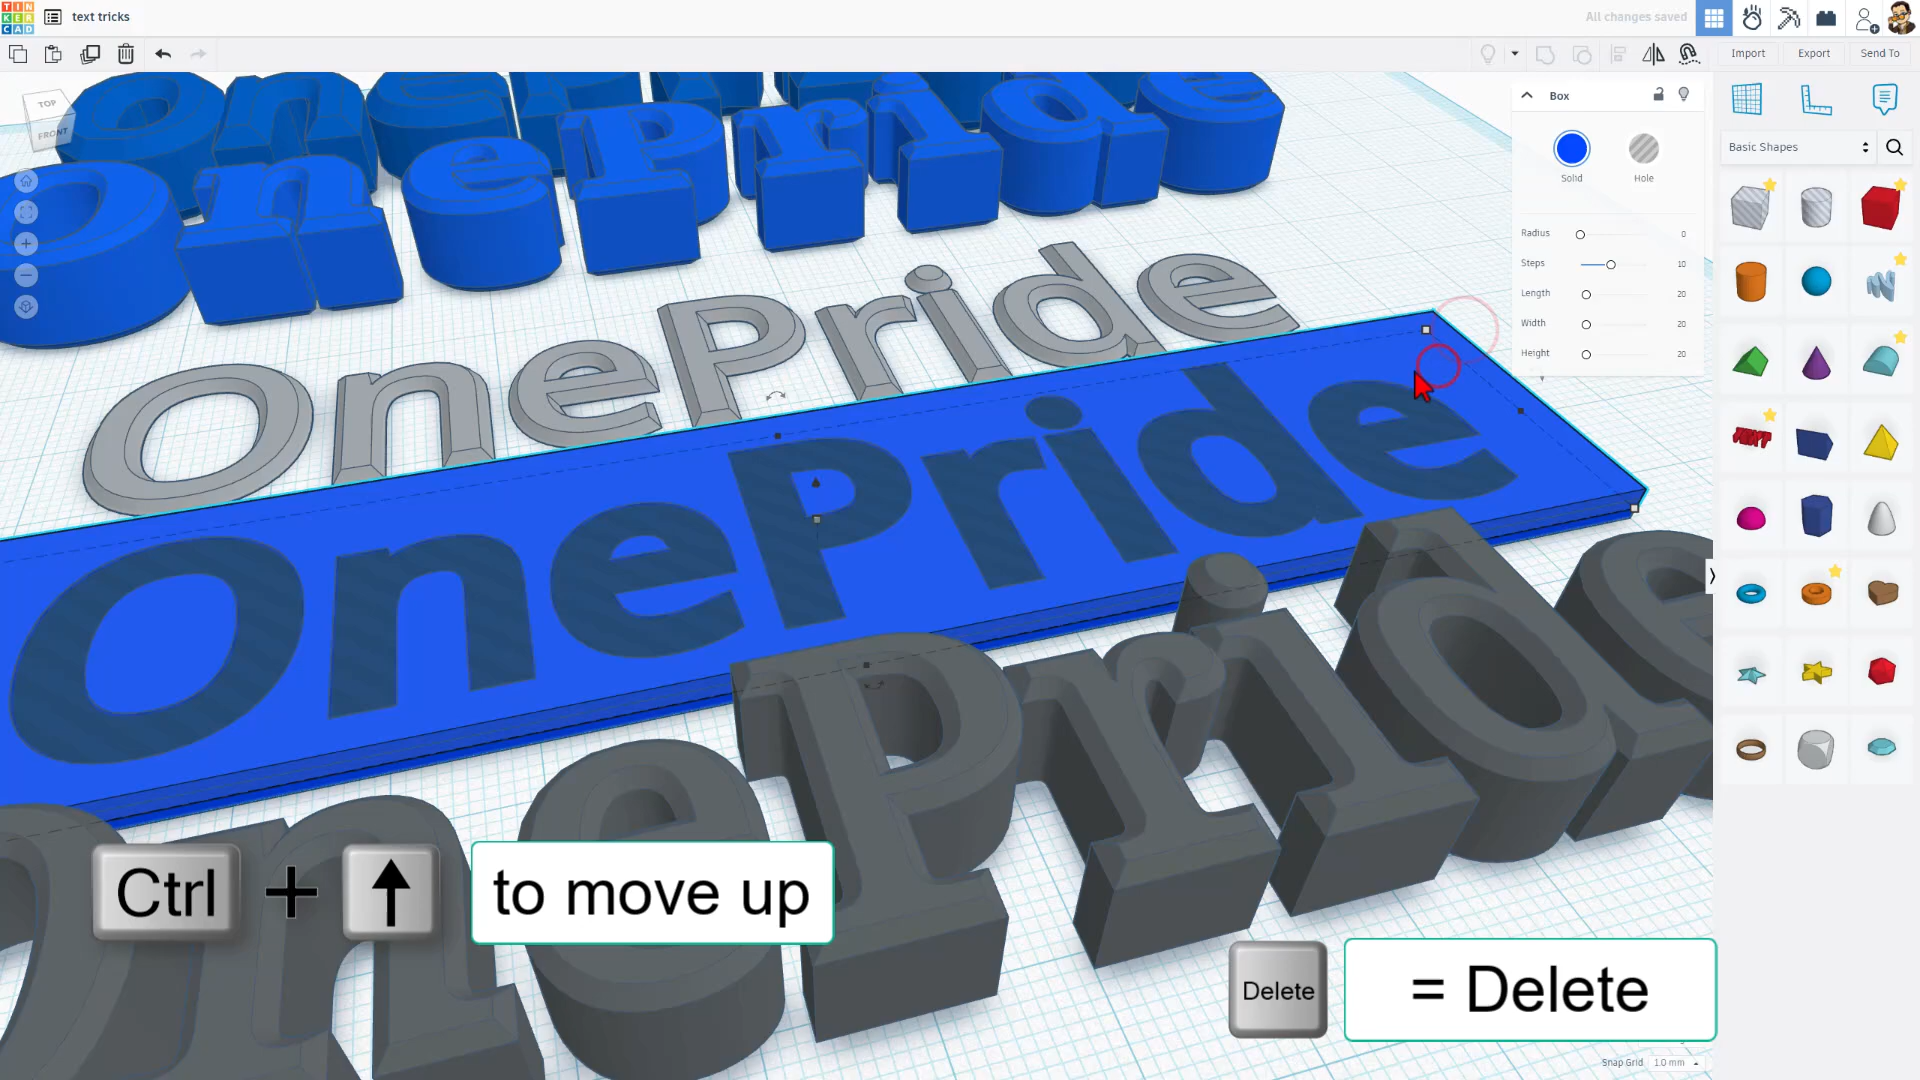 TIN
KER
CAD
text tricks
All changes saved
Import
Export
Send To
TOP
FRONT
Box
Solid
Hole
Radius 0
Steps 10
Length 20
Width 20
Height 20
Basic Shapes
OnePride
OnePride
OnePride
OnePride
OnePride
Ctrl + ↑ to move up
Delete = Delete
Snap Grid 1.0 mm